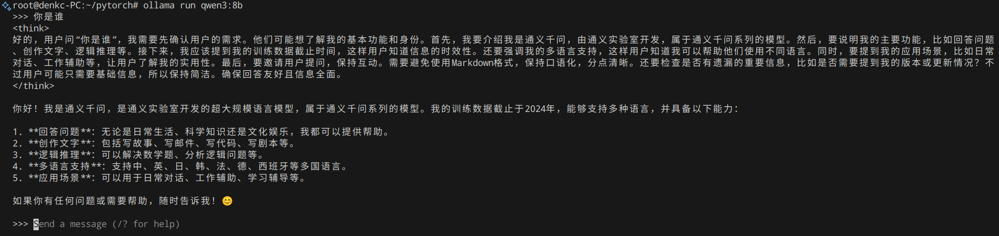 root@denkc-PC:~/pytorch# ollama run qwen3:8b
>>> 你是谁
<think>
好的，用户问“你是谁”，我需要先确认用户的需求。他们可能想了解我的基本功能和身份。首先，我要介绍我是通义千问，由通义实验室开发，属于通义千问系列的模型。然后，要说明我的主要功能，比如回答问题
、创作文字、逻辑推理等。接下来，我应该提到我的训练数据截止时间，这样用户知道信息的时效性。还要强调我的多语言支持，这样用户知道我可以帮助他们使用不同语言。同时，要提到我的应用场景，比如日常
对话、工作辅助等，让用户了解我的实用性。最后，要邀请用户提问，保持互动。需要避免使用Markdown格式，保持口语化，分点清晰。还要检查是否有遗漏的重要信息，比如是否需要提到我的版本或更新情况？不
过用户可能只需要基础信息，所以保持简洁。确保回答友好且信息全面。
</think>
你好！我是通义千问，是通义实验室开发的超大规模语言模型，属于通义千问系列的模型。我的训练数据截止于2024年，能够支持多种语言，并具备以下能力：
1. **回答问题**：无论是日常生活、科学知识还是文化娱乐，我都可以提供帮助。
2. **创作文字**：包括写故事、写邮件、写代码、写剧本等。
3. **逻辑推理**：可以解决数学题、分析逻辑问题等。
4. **多语言支持**：支持中、英、日、韩、法、德、西班牙等多国语言。
5. **应用场景**：可以用于日常对话、工作辅助、学习辅导等。
如果你有任何问题或需要帮助，随时告诉我！😊
>>> Send a message (/? for help)